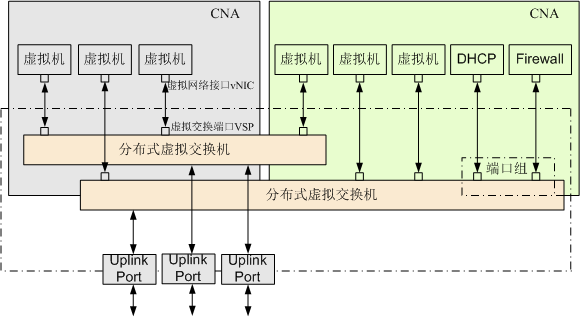 CNA
CNA
虚拟机
虚拟机
虚拟机
虚拟机
虚拟机
虚拟机
DHCP
Firewall
虚拟网络接口vNIC
虚拟交换端口VSP
分布式虚拟交换机
端口组
分布式虚拟交换机
Uplink
Port
Uplink
Port
Uplink
Port